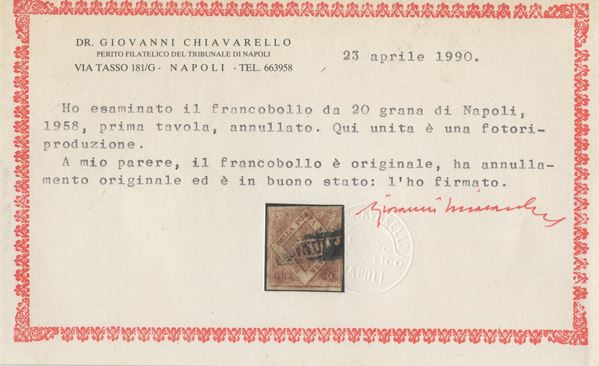 DR. GIOVANNI CHIAVARELLO
PERITO FILATELICO DEL TRIBUNALE DI NAPOLI
VIA TASSO 181/G - NAPOLI - TEL. 663958
23 aprile 1990.
Ho esaminato il francobollo da 20 grana di Napoli,
1958, prima tavola, annullato. Qui unita è una fotori-
produzione.
A mio parere, il francobollo è originale, ha annulla-
mento originale ed è in buono stato: l'ho firmato.